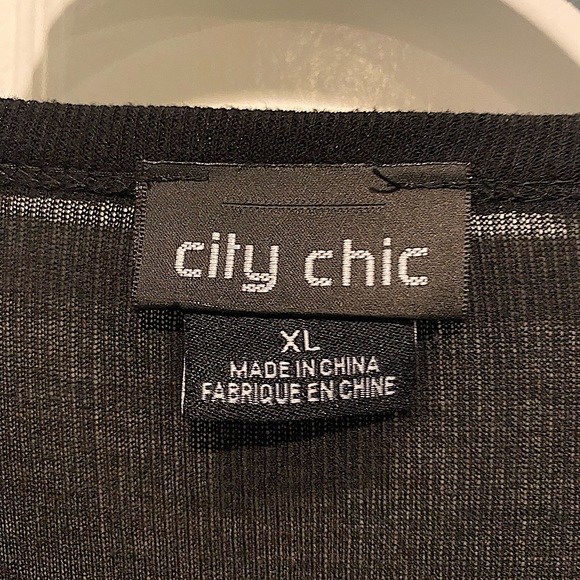 city chic
XL
MADE IN CHINA
FABRIQUE EN CHINE